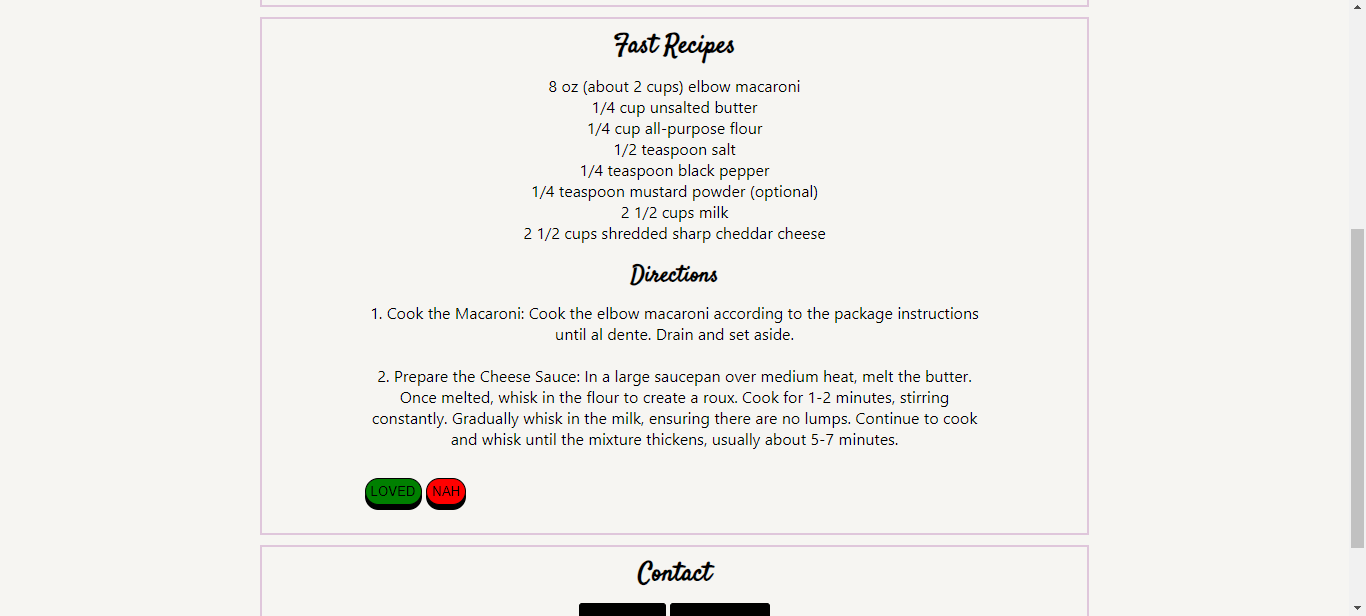 Fast Recipes
8 oz (about 2 cups) elbow macaroni
1/4 cup unsalted butter
1/4 cup all-purpose flour
1/2 teaspoon salt
1/4 teaspoon black pepper
1/4 teaspoon mustard powder (optional)
2 1/2 cups milk
2 1/2 cups shredded sharp cheddar cheese
Directions
1. Cook the Macaroni: Cook the elbow macaroni according to the package instructions
until al dente. Drain and set aside.
2. Prepare the Cheese Sauce: In a large saucepan over medium heat, melt the butter.
Once melted, whisk in the flour to create a roux. Cook for 1-2 minutes, stirring
constantly. Gradually whisk in the milk, ensuring there are no lumps. Continue to cook
and whisk until the mixture thickens, usually about 5-7 minutes.
LOVED NAH
Contact